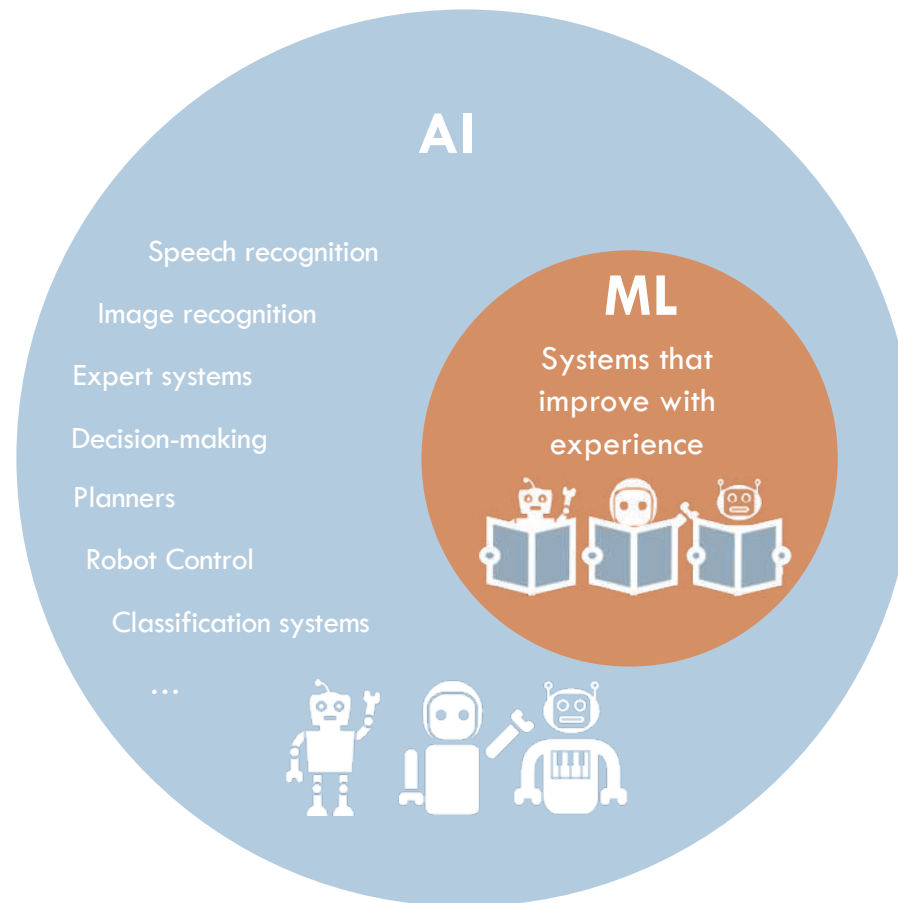 AI
Speech recognition
Image recognition
Expert systems
Decision-making
Planners
Robot Control
Classification systems
...
ML
Systems that
improve with
experience